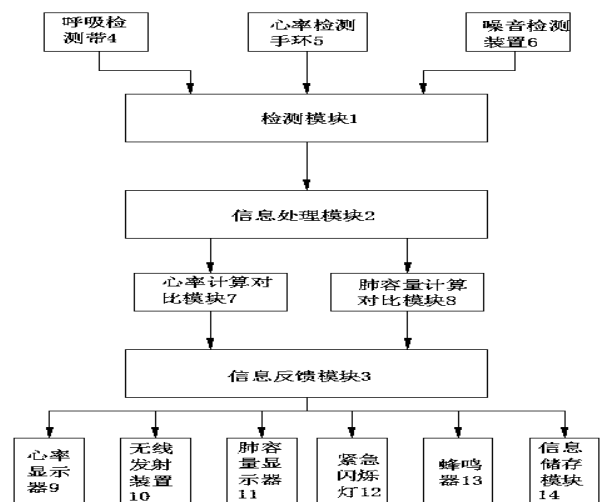 呼吸检
测带4
心率检测
手环5
噪音检测
装置6
检测模块1
信息处理模块2
心率计算对
比模块7
肺容量计算
对比模块8
信息反馈模块3
心率
显示
器9
无线
发射
装置
10
肺容
量显
示器
11
紧急
闪烁
灯12
蜂鸣
器13
信息
储存
模块
14